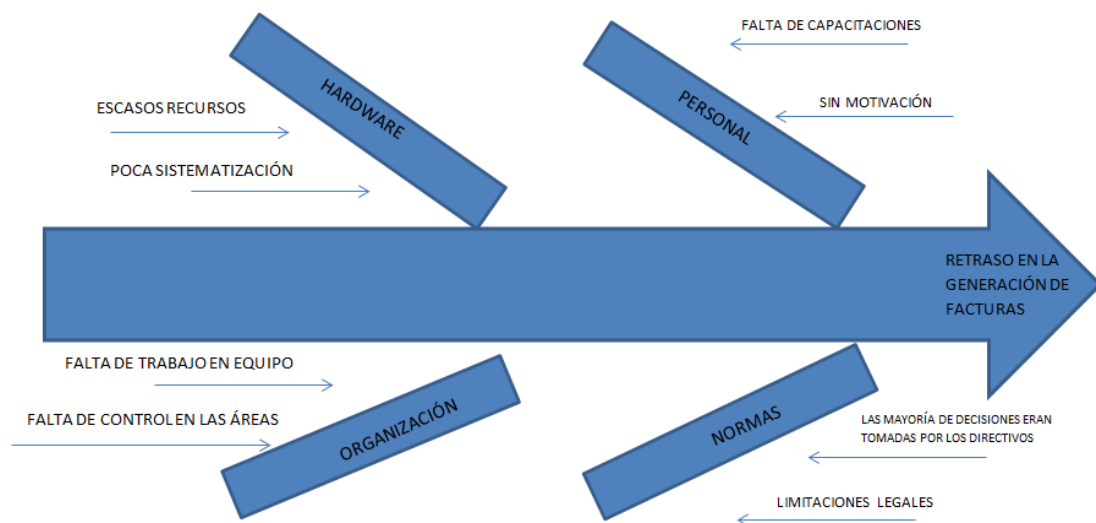 FALTA DE CAPACITACIONES
HARDWARE
PERSONAL
ESCASOS RECURSOS
SIN MOTIVACIÓN
POCA SISTEMATIZACIÓN
RETRASO EN LA
GENERACIÓN DE
FACTURAS
FALTA DE TRABAJO EN EQUIPO
FALTA DE CONTROL EN LAS ÁREAS
ORGANIZACIÓN
NORMAS
LAS MAYORÍA DE DECISIONES ERAN
TOMADAS POR LOS DIRECTIVOS
LIMITACIONES LEGALES